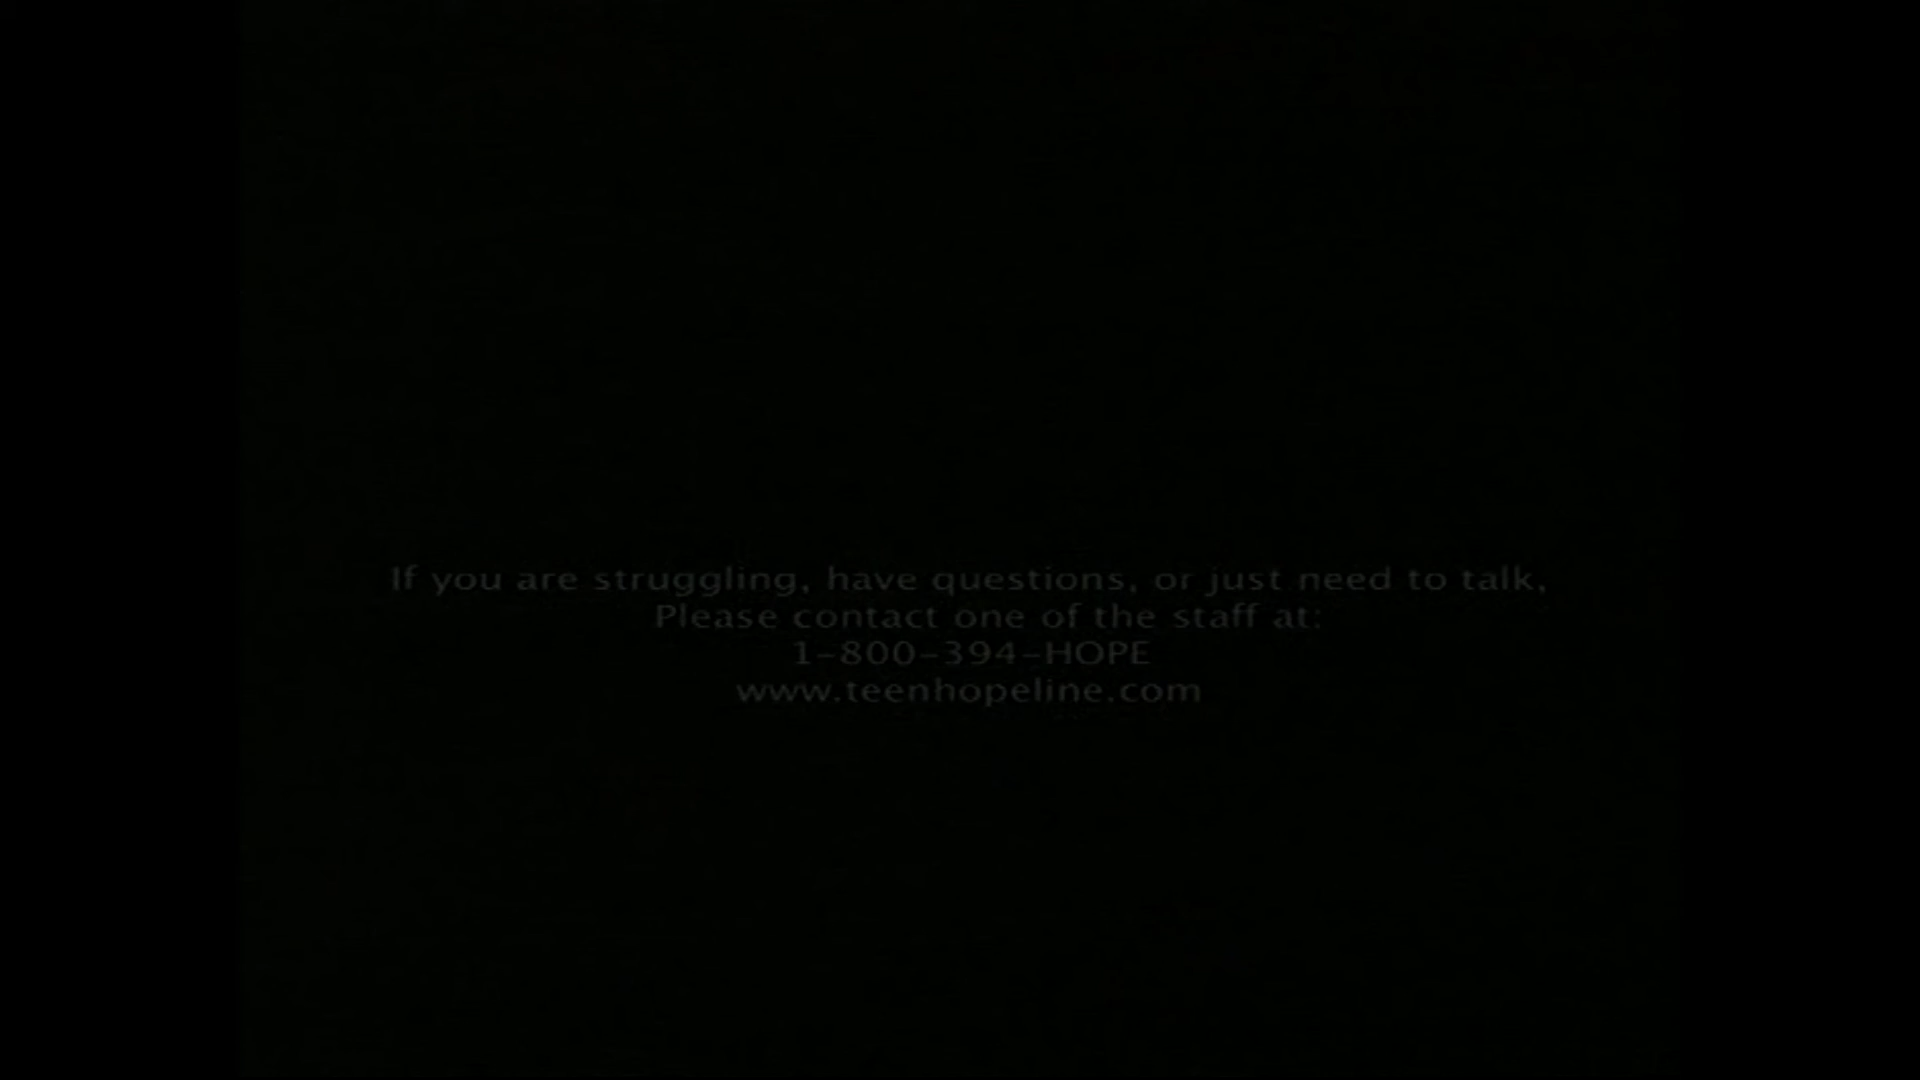 If you are struggling, have questions, or just need to talk,
Please contact one of the staff at:
1-800-394-HOPE
www.teenhopeline.com